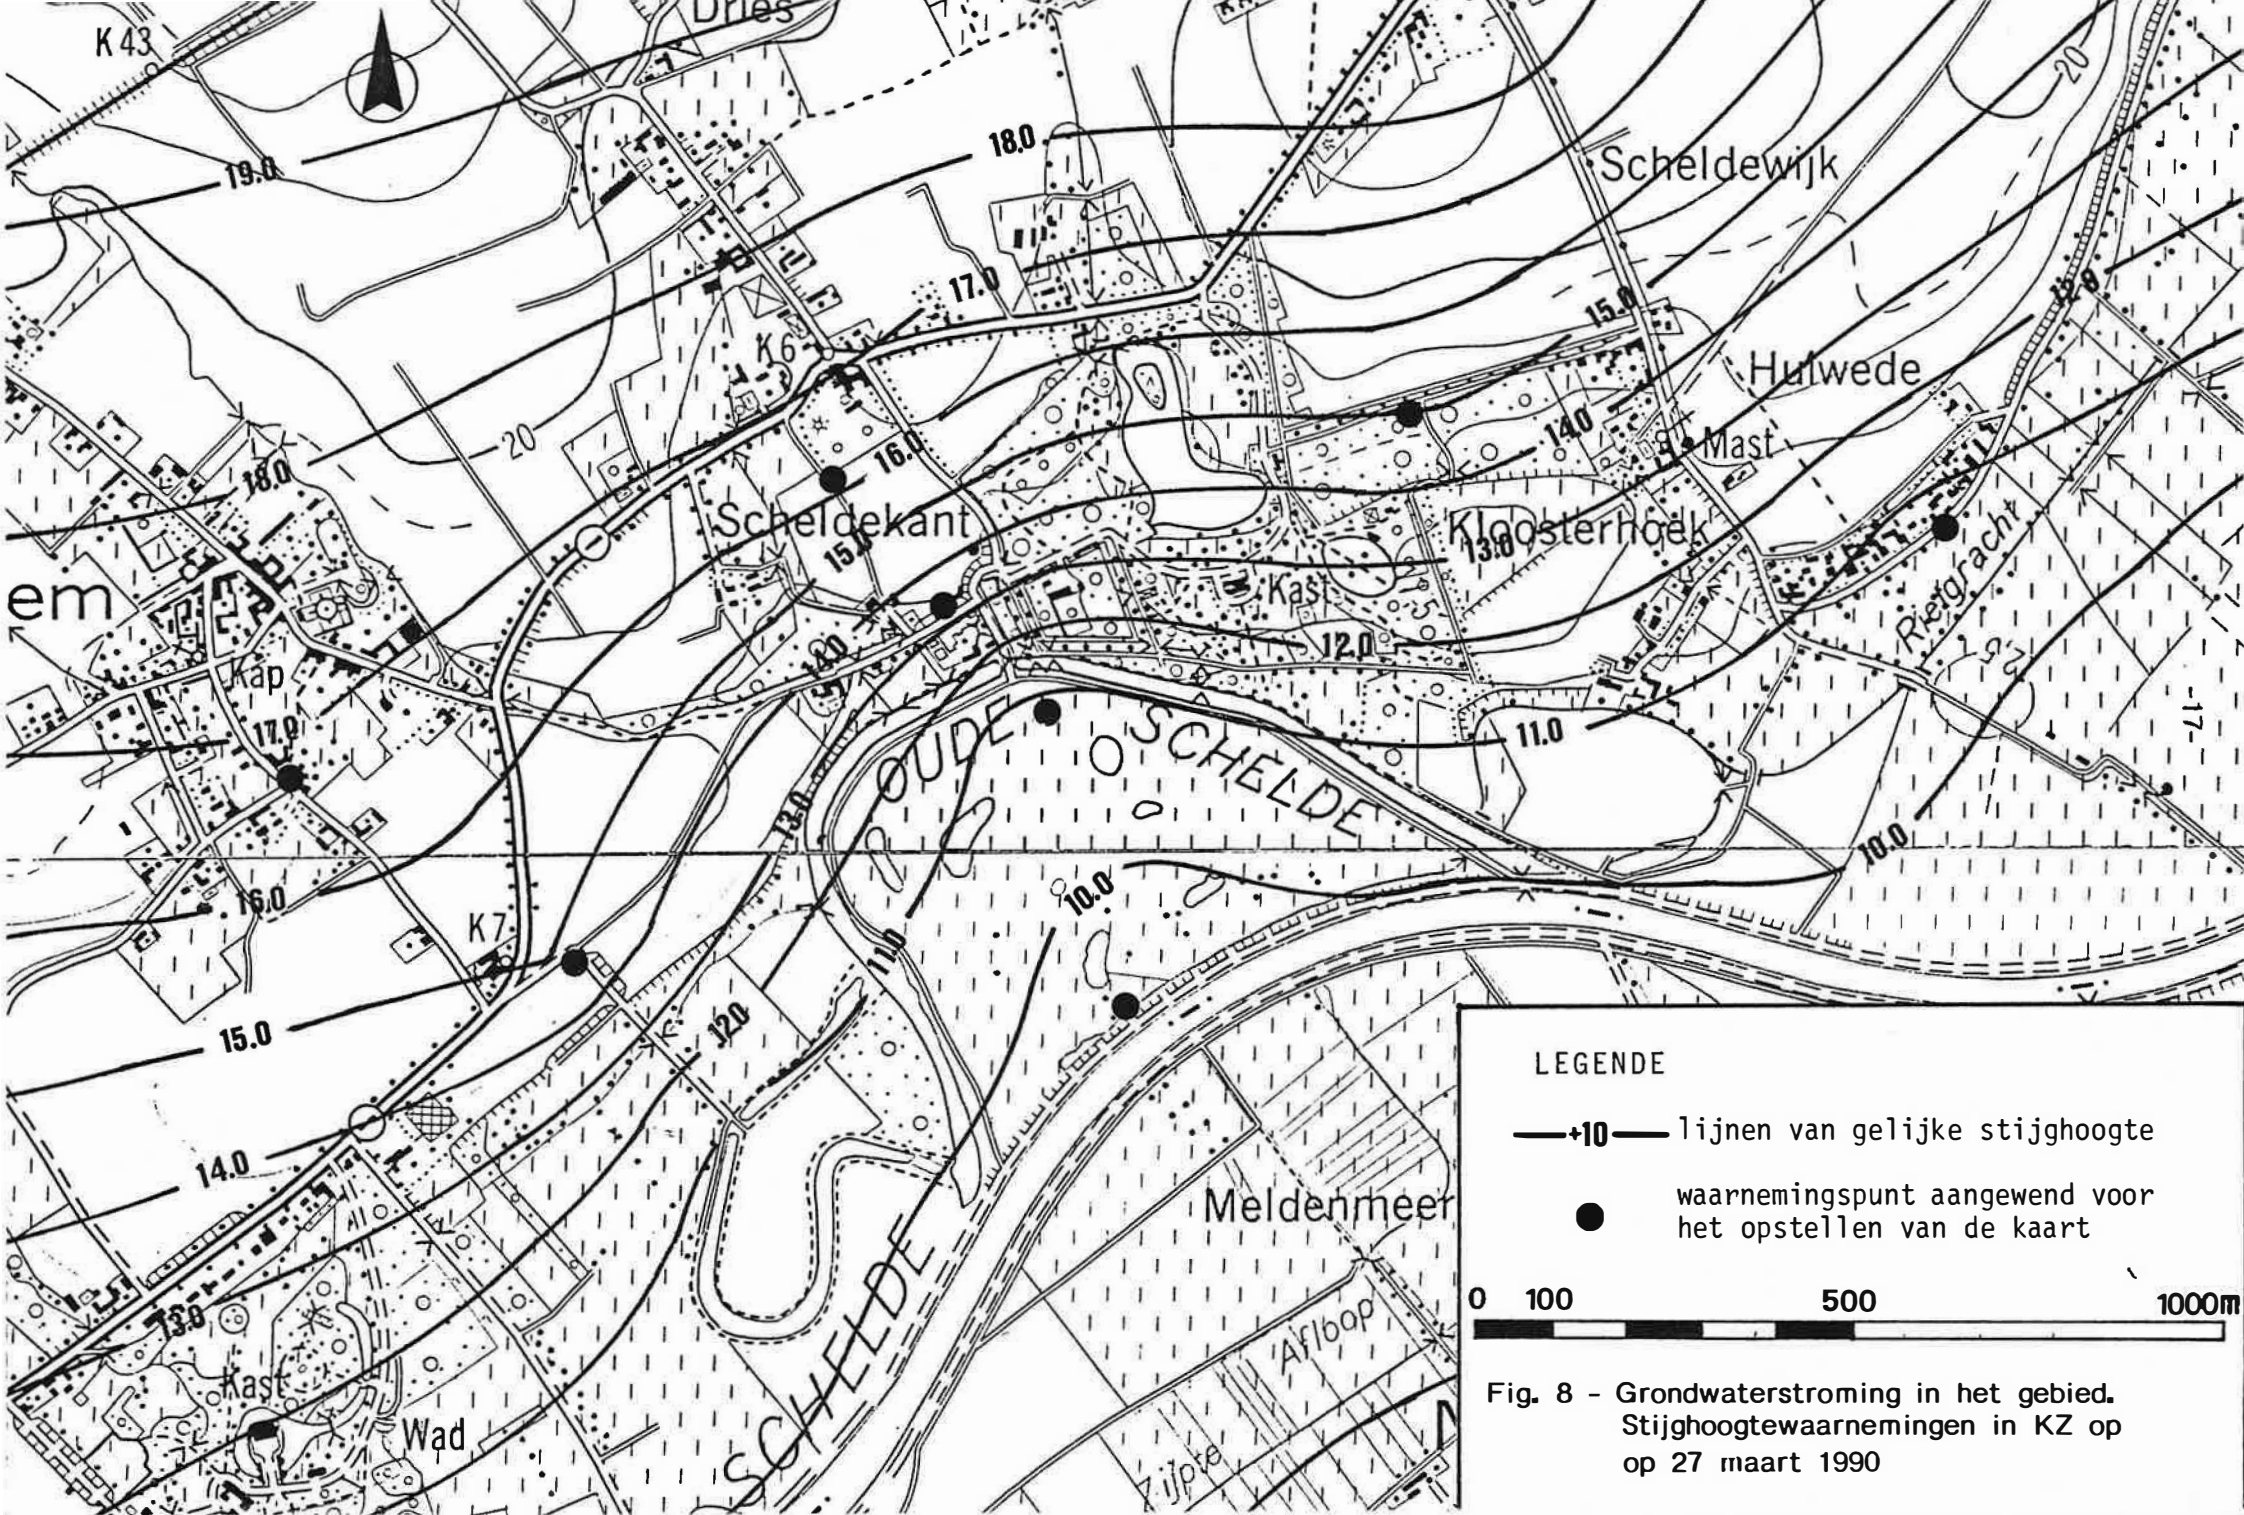 Dries
K 43
20
19.0
18.0
Scheldewijk
17.0
15.0
12.0
K6
Hulwede
20
16.0
14.0
Mast
18.0
Scheldekant
15.0
Kloosterhoek
13.0
em
Kast
Rietgracht
14.0
12.0
Kap
17.0
OUDE SCHELDE
11.0
-17-
13.0
10.0
16.0
10.0
K7
11.0
15.0
12.0
14.0
Meldenmeer
SCHELDE
13.0
Afloop
Kast
Wad
Zijpte
LEGENDE
+10 lijnen van gelijke stijghoogte
waarnemingspunt aangewend voor
het opstellen van de kaart
0 100 500 1000m
Fig. 8 - Grondwaterstroming in het gebied.
Stijghoogtewaarnemingen in KZ op
op 27 maart 1990